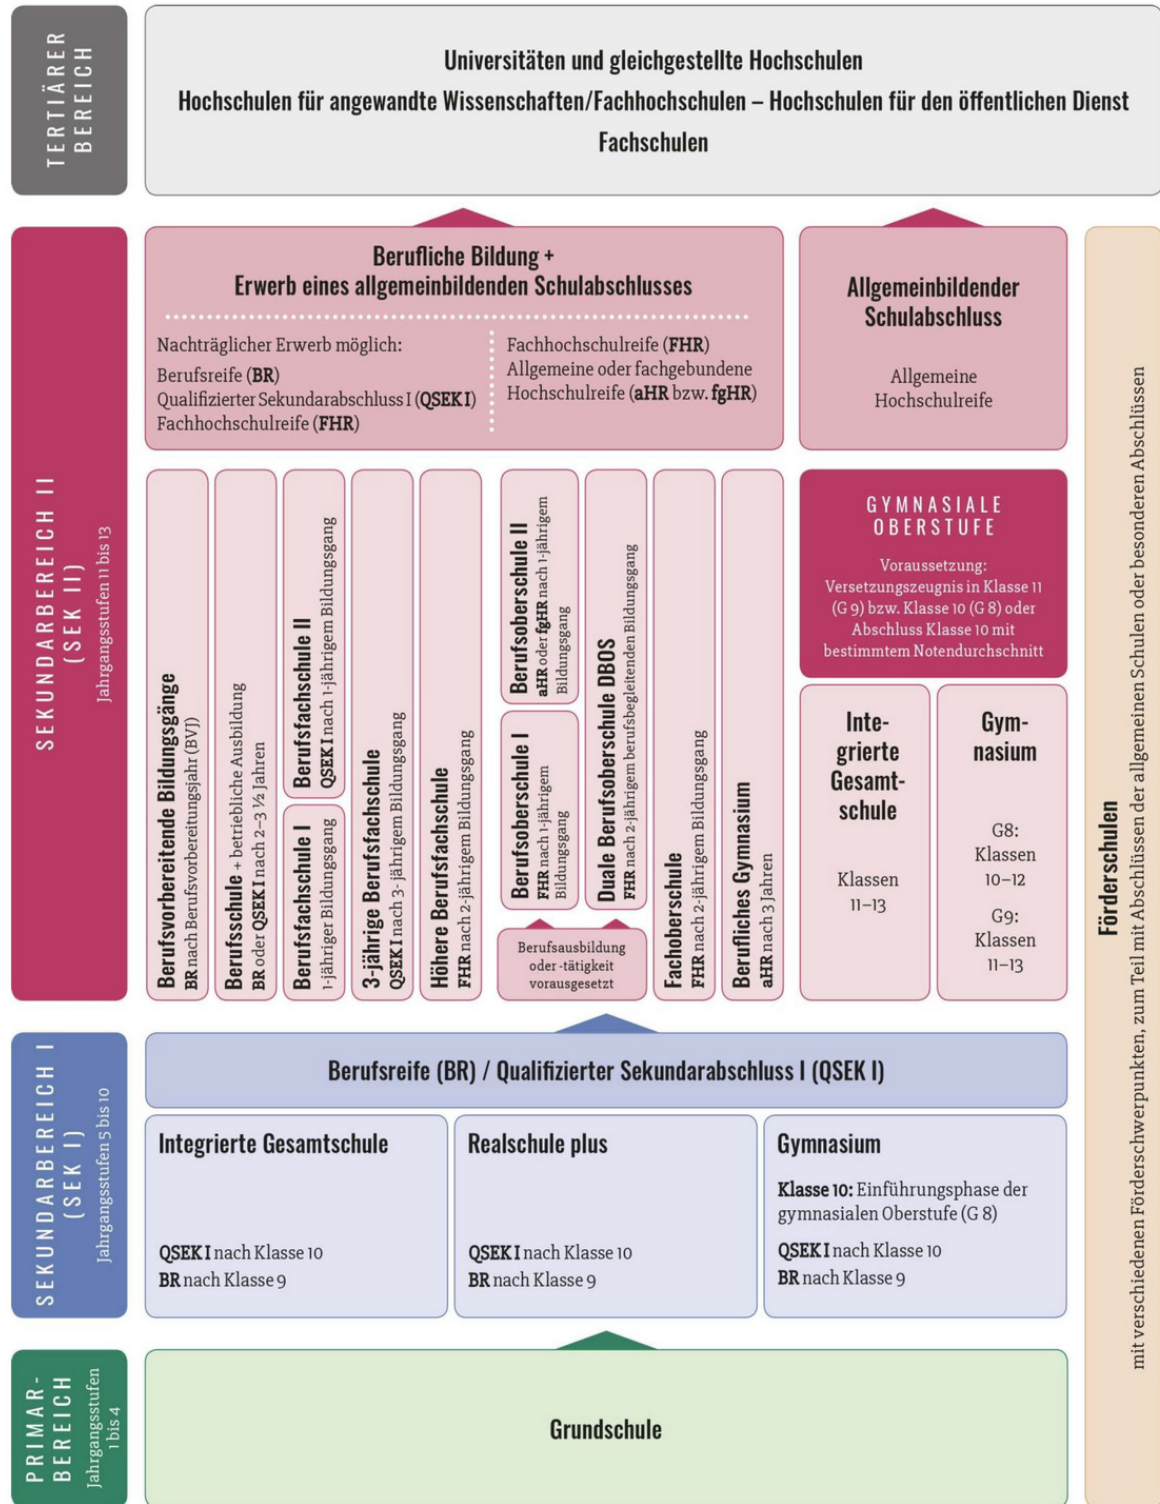 TERTIÄRER
BEREICH
Universitäten und gleichgestellte Hochschulen
Hochschulen für angewandte Wissenschaften/Fachhochschulen – Hochschulen für den öffentlichen Dienst
Fachschulen
SEKUNDARBEREICH II
(SEK II)
Jahrgangsstufen 11 bis 13
Berufliche Bildung +
Erwerb eines allgemeinbildenden Schulabschlusses
Nachträglicher Erwerb möglich:
Berufsreife (BR)
Qualifizierter Sekundarabschluss I (QSEK I)
Fachhochschulreife (FHR)
Fachhochschulreife (FHR)
Allgemeine oder fachgebundene
Hochschulreife (aHR bzw. fgHR)
Allgemeinbildender
Schulabschluss
Allgemeine
Hochschulreife
Berufsvorbereitende Bildungsgänge
BR nach Berufsvorbereitungsjahr (BVJ)
Berufsschule + betriebliche Ausbildung
BR oder QSEK I nach 2–3 ½ Jahren
Berufsfachschule II
QSEK I nach 1-jährigem Bildungsgang
Berufsfachschule I
1-jähriger Bildungsgang
3-jährige Berufsfachschule
QSEK I nach 3- jährigem Bildungsgang
Höhere Berufsfachschule
FHR nach 2-jährigem Bildungsgang
Berufsoberschule II
aHR oder fgHR nach 1-jährigem
Bildungsgang
Berufsoberschule I
FHR nach 1-jährigem
Bildungsgang
Duale Berufsoberschule DBOS
FHR nach 2-jährigem berufsbegleitenden Bildungsgang
Berufsausbildung
oder -tätigkeit
vorausgesetzt
Fachoberschule
FHR nach 2-jährigem Bildungsgang
Berufliches Gymnasium
aHR nach 3 Jahren
GYMNASIALE
OBERSTUFE
Voraussetzung:
Versetzungszeugnis in Klasse 11
(G 9) bzw. Klasse 10 (G 8) oder
Abschluss Klasse 10 mit
bestimmtem Notendurchschnitt
Inte-
grierte
Gesamt-
schule
Klassen
11–13
Gym-
nasium
G8:
Klassen
10–12
G9:
Klassen
11–13
Förderschulen
mit verschiedenen Förderschwerpunkten, zum Teil mit Abschlüssen der allgemeinen Schulen oder besonderen Abschlüssen
SEKUNDARBEREICH I
(SEK I)
Jahrgangsstufen 5 bis 10
Berufsreife (BR) / Qualifizierter Sekundarabschluss I (QSEK I)
Integrierte Gesamtschule
QSEK I nach Klasse 10
BR nach Klasse 9
Realschule plus
QSEK I nach Klasse 10
BR nach Klasse 9
Gymnasium
Klasse 10: Einführungsphase der
gymnasialen Oberstufe (G 8)
QSEK I nach Klasse 10
BR nach Klasse 9
PRIMAR-
BEREICH
Jahrgangsstufen
1 bis 4
Grundschule